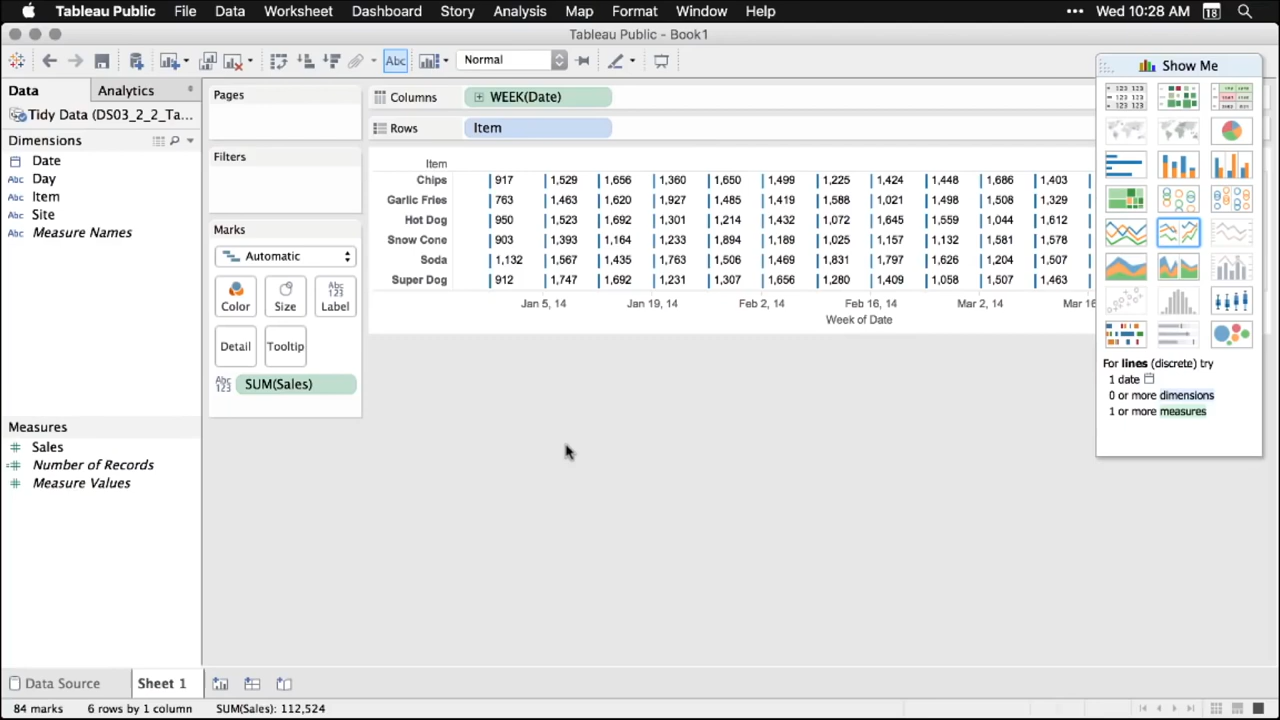 Tableau Public File Data Worksheet Dashboard Story Analysis Map Format Window Help ••• Wed 10:28 AM 18
Tableau Public - Book1
Abc Normal
Show Me
Data Analytics
Tidy Data (DS03_2_2_Ta...
Dimensions
Date
Abc Day
Abc Item
Abc Site
Abc Measure Names
Measures
Sales
Number of Records
Measure Values
Pages
Filters
Marks
Automatic
Color Size Abc 123 Label
Detail Tooltip
Abc 123 SUM(Sales)
Columns WEEK(Date)
Rows Item
Item
Chips 917 1,529 1,656 1,360 1,650 1,499 1,225 1,424 1,448 1,686 1,403
Garlic Fries 763 1,463 1,620 1,927 1,485 1,419 1,588 1,021 1,498 1,508 1,329
Hot Dog 950 1,523 1,692 1,301 1,214 1,432 1,072 1,645 1,559 1,044 1,612
Snow Cone 903 1,393 1,164 1,233 1,894 1,189 1,025 1,157 1,132 1,581 1,578
Soda 1,132 1,567 1,435 1,763 1,506 1,469 1,831 1,797 1,626 1,204 1,507
Super Dog 912 1,747 1,692 1,231 1,307 1,656 1,280 1,409 1,058 1,507 1,463
Jan 5, 14 Jan 19, 14 Feb 2, 14 Feb 16, 14 Mar 2, 14 Mar 16
Week of Date
For lines (discrete) try
1 date
0 or more dimensions
1 or more measures
Data Source Sheet 1
84 marks 6 rows by 1 column SUM(Sales): 112,524